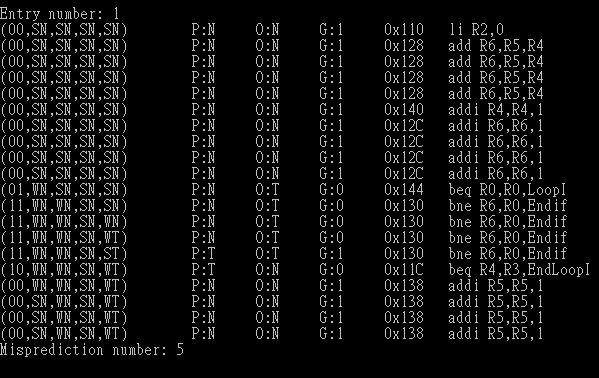 Entry number: 1
(00,SN,SN,SN,SN) P:N O:N G:1 0x110 li R2,0
(00,SN,SN,SN,SN) P:N O:N G:1 0x128 add R6,R5,R4
(00,SN,SN,SN,SN) P:N O:N G:1 0x128 add R6,R5,R4
(00,SN,SN,SN,SN) P:N O:N G:1 0x128 add R6,R5,R4
(00,SN,SN,SN,SN) P:N O:N G:1 0x128 add R6,R5,R4
(00,SN,SN,SN,SN) P:N O:N G:1 0x140 addi R4,R4,1
(00,SN,SN,SN,SN) P:N O:N G:1 0x12C addi R6,R6,1
(00,SN,SN,SN,SN) P:N O:N G:1 0x12C addi R6,R6,1
(00,SN,SN,SN,SN) P:N O:N G:1 0x12C addi R6,R6,1
(00,SN,SN,SN,SN) P:N O:N G:1 0x12C addi R6,R6,1
(01,WN,SN,SN,SN) P:N O:T G:0 0x144 beq R0,R0,LoopI
(11,WN,WN,SN,SN) P:N O:T G:0 0x130 bne R6,R0,Endif
(11,WN,WN,SN,WN) P:N O:T G:0 0x130 bne R6,R0,Endif
(11,WN,WN,SN,WT) P:N O:T G:0 0x130 bne R6,R0,Endif
(11,WN,WN,SN,ST) P:T O:T G:1 0x130 bne R6,R0,Endif
(10,WN,WN,SN,WT) P:T O:N G:0 0x11C beq R4,R3,EndLoopI
(00,WN,WN,SN,WT) P:N O:N G:1 0x138 addi R5,R5,1
(00,SN,WN,SN,WT) P:N O:N G:1 0x138 addi R5,R5,1
(00,SN,WN,SN,WT) P:N O:N G:1 0x138 addi R5,R5,1
(00,SN,WN,SN,WT) P:N O:N G:1 0x138 addi R5,R5,1
Misprediction number: 5